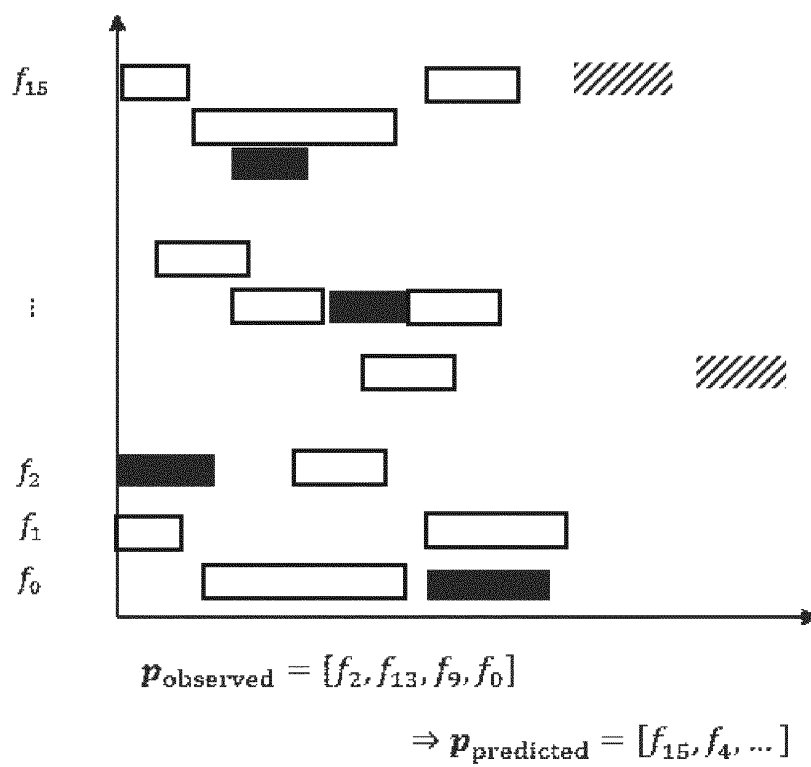 f₁₅
⋮
f₂
f₁
f₀
p_observed = [f₂, f₁₃, f₉, f₀]
⇒ p_predicted = [f₁₅, f₄, ... ]